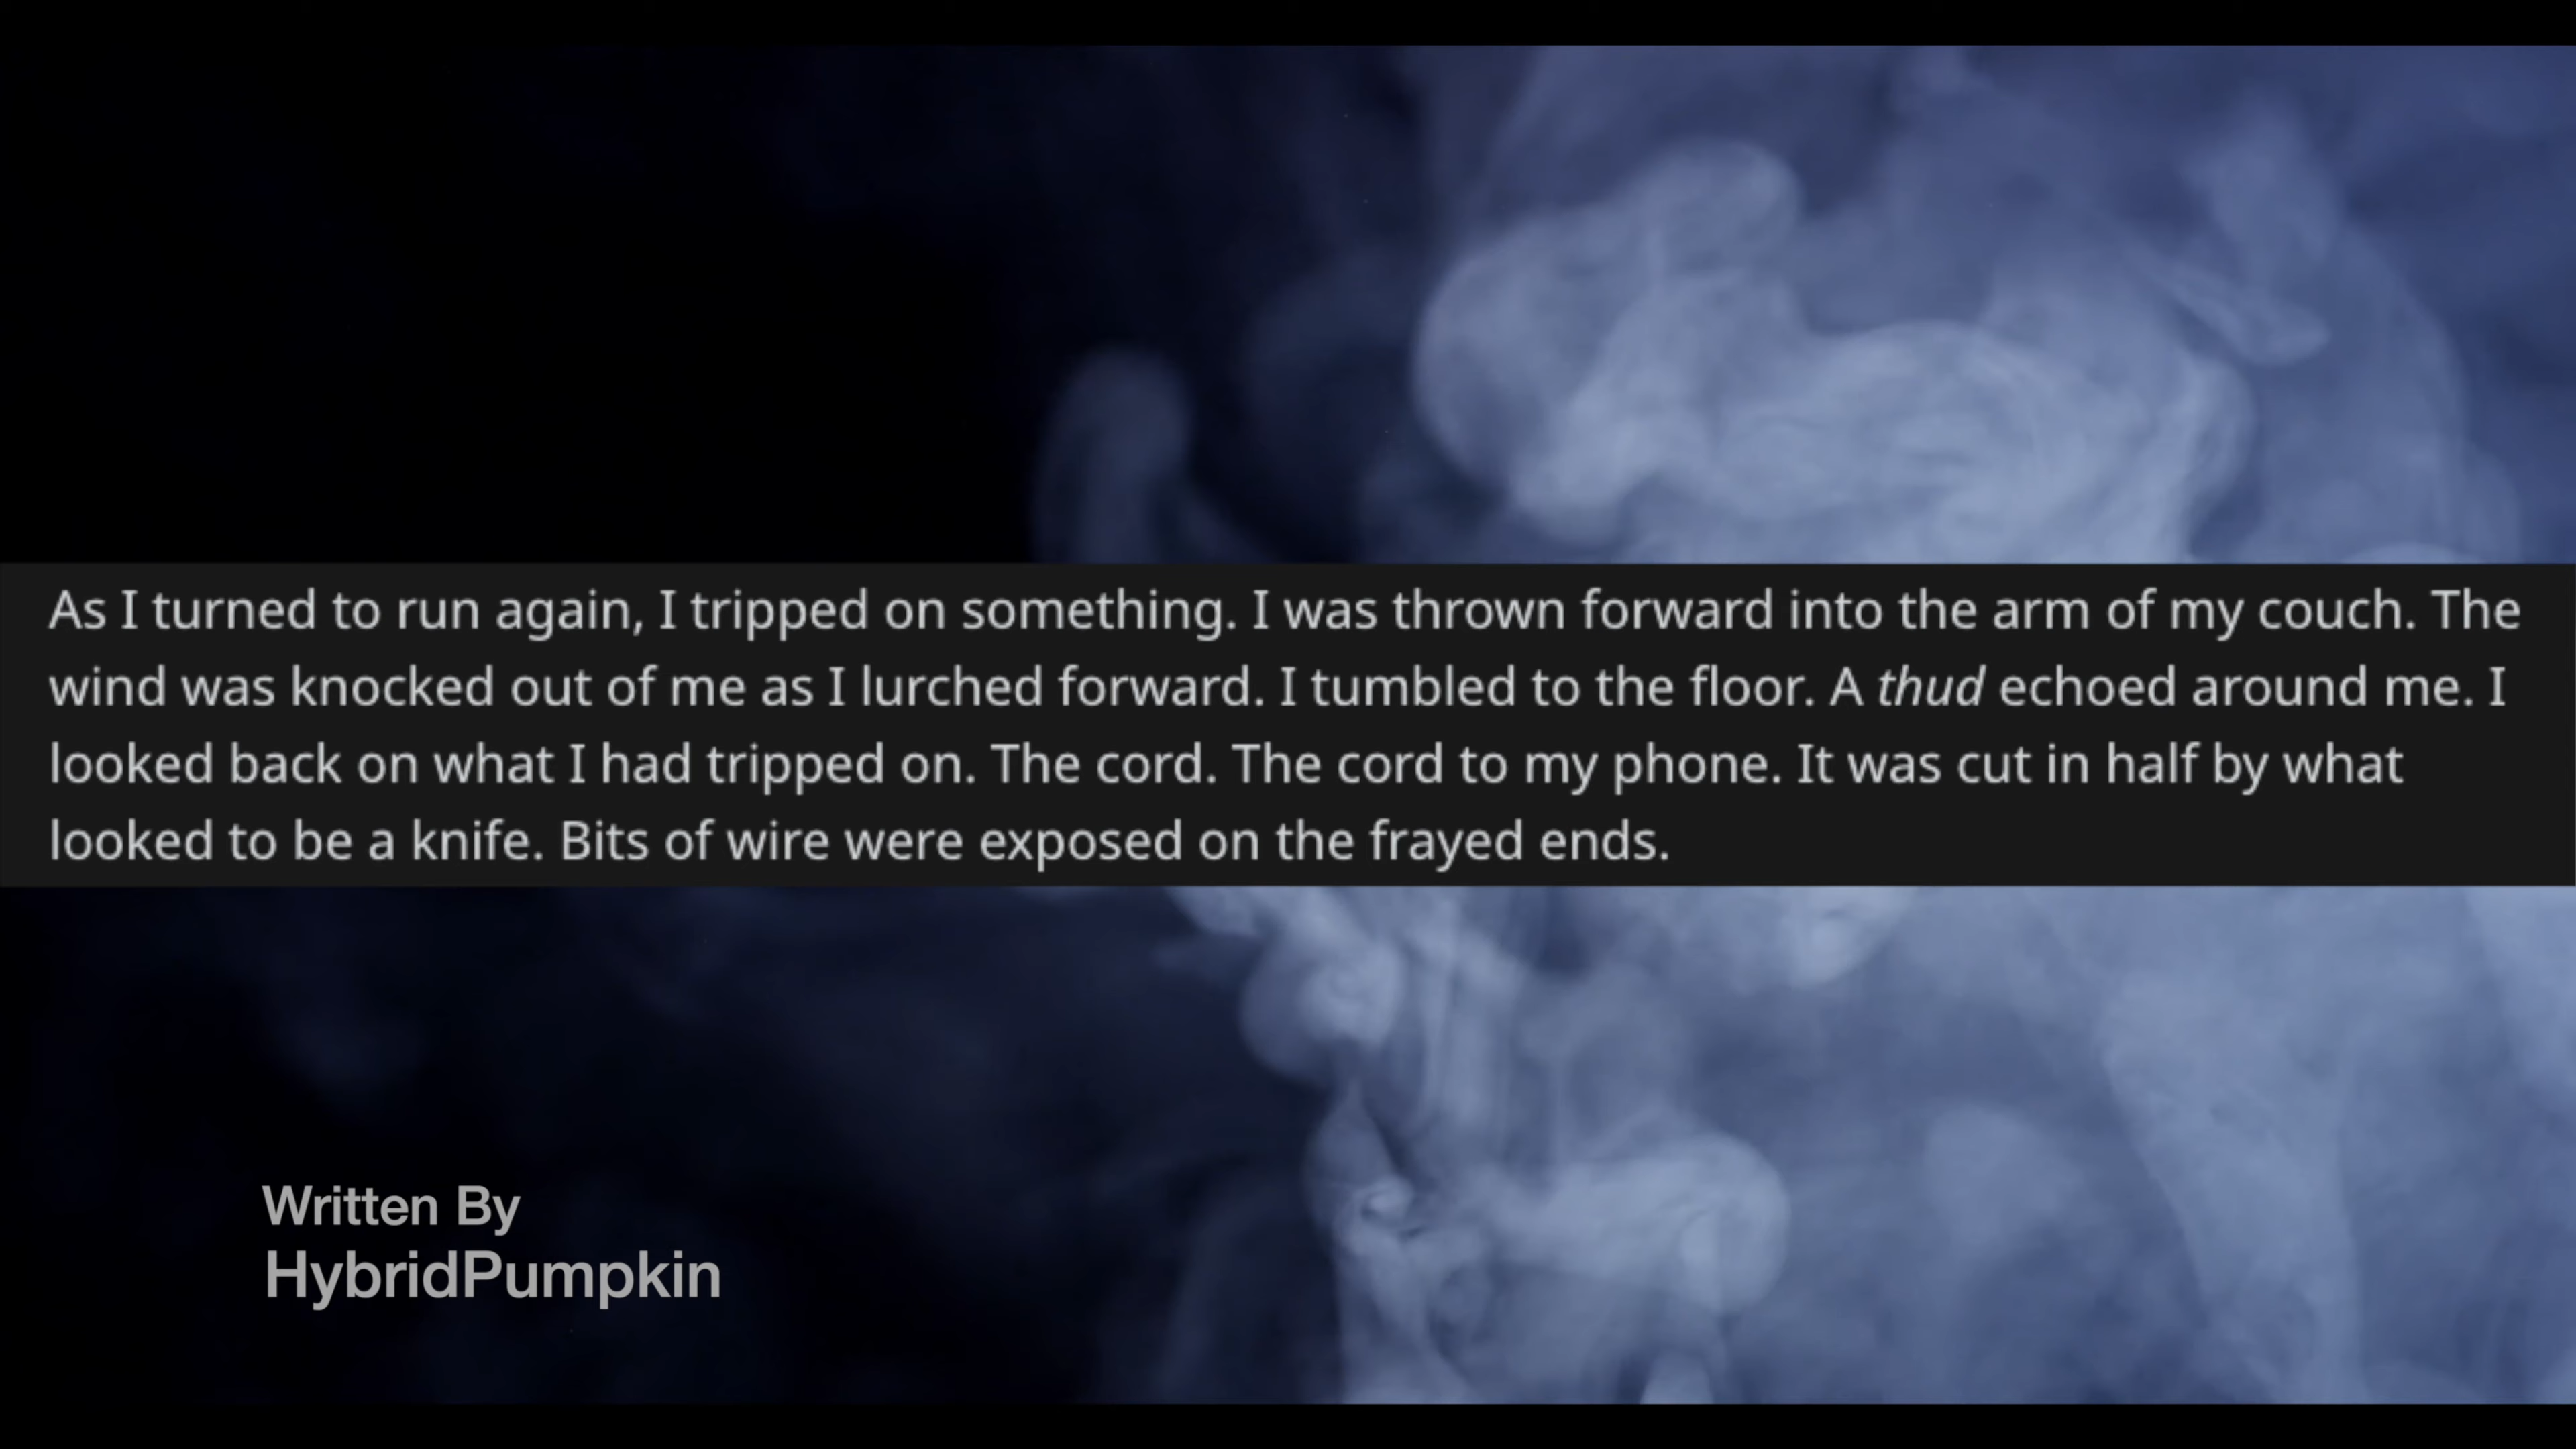 As I turned to run again, I tripped on something. I was thrown forward into the arm of my couch. The
wind was knocked out of me as I lurched forward. I tumbled to the floor. A thud echoed around me. I
looked back on what I had tripped on. The cord. The cord to my phone. It was cut in half by what
looked to be a knife. Bits of wire were exposed on the frayed ends.
Written By
HybridPumpkin